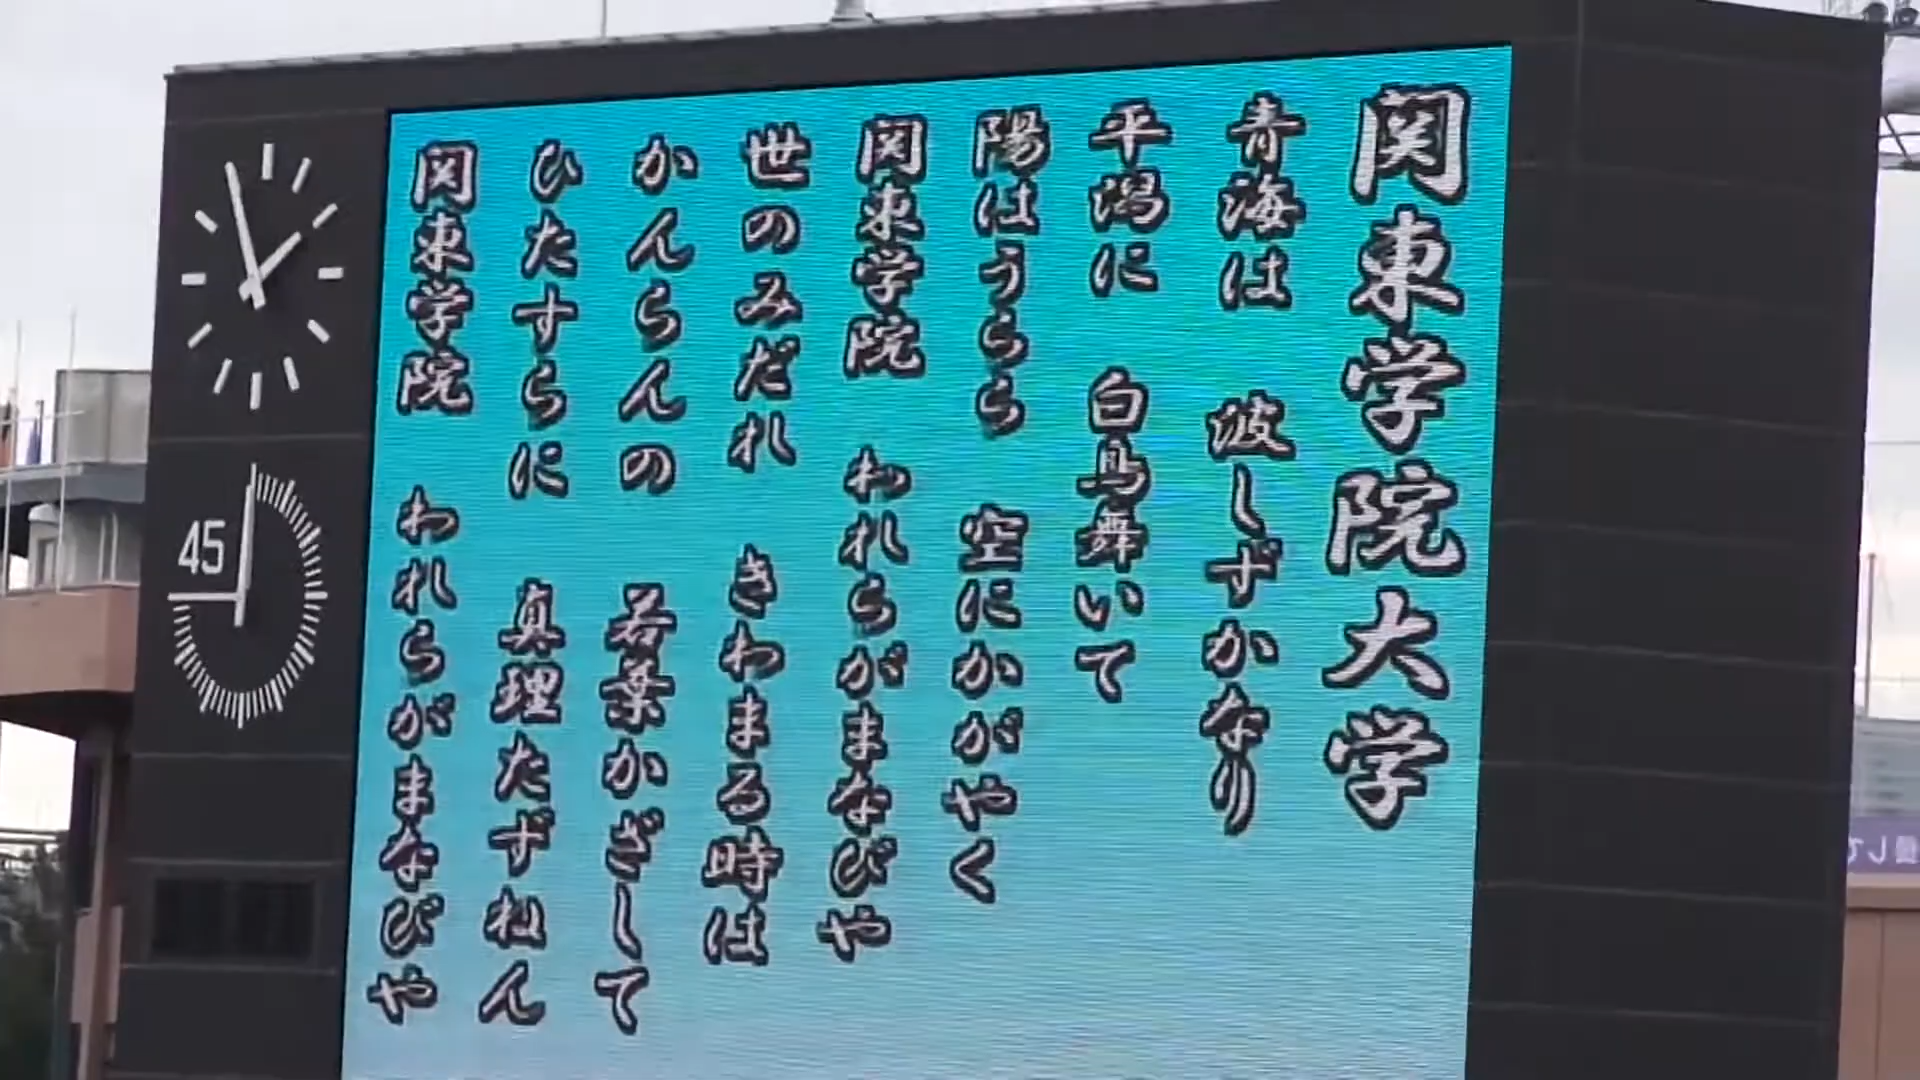 関東学院大学
青海は 波しずかなり
平潟に 白鳥舞いて
陽はうらら 空にかがやく
関東学院 われらがまなびや
世のみだれ きわまる時は
かんらんの 若葉かざして
ひたすらに 真理たずねん
関東学院 われらがまなびや
45